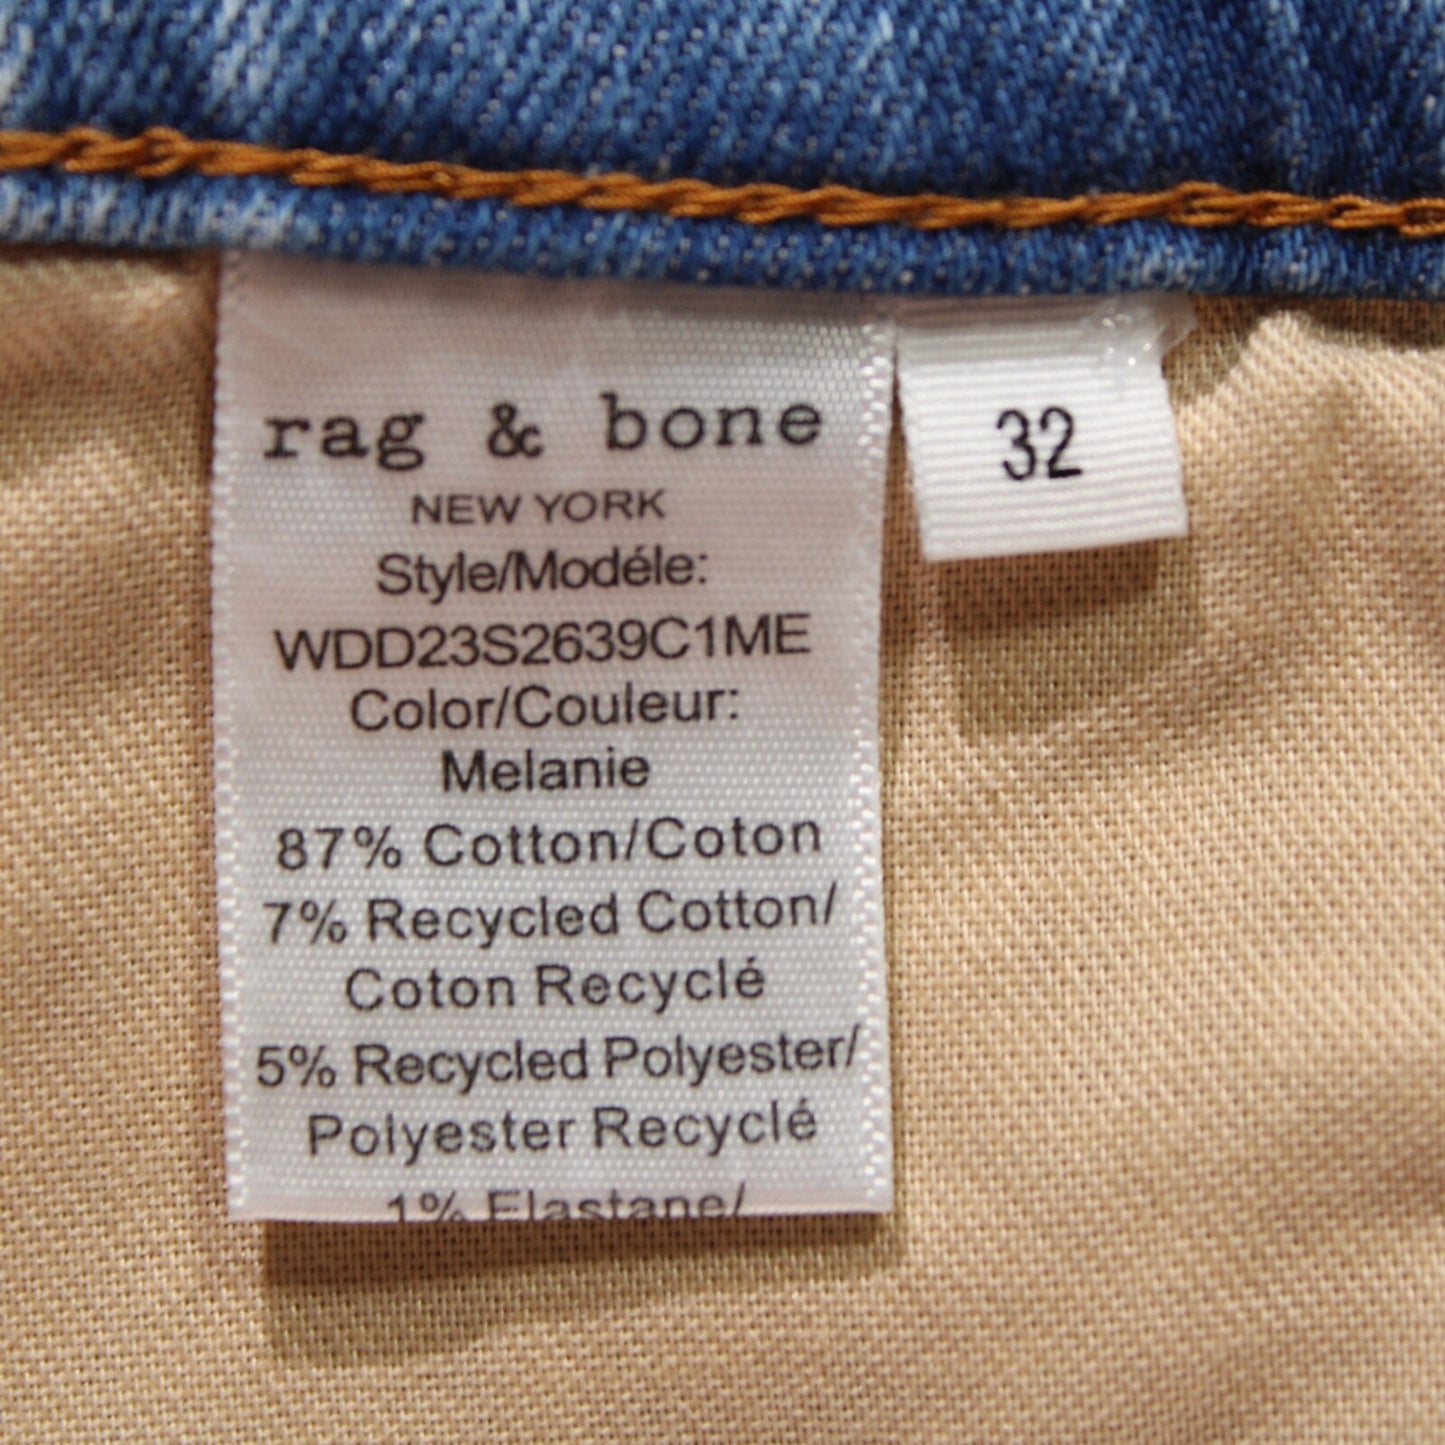 rag & bone
NEW YORK
Style/Modéle:
WDD23S2639C1ME
Color/Couleur:
Melanie
87% Cotton/Coton
7% Recycled Cotton/
Coton Recyclé
5% Recycled Polyester/
Polyester Recyclé
1% Elastane/
32